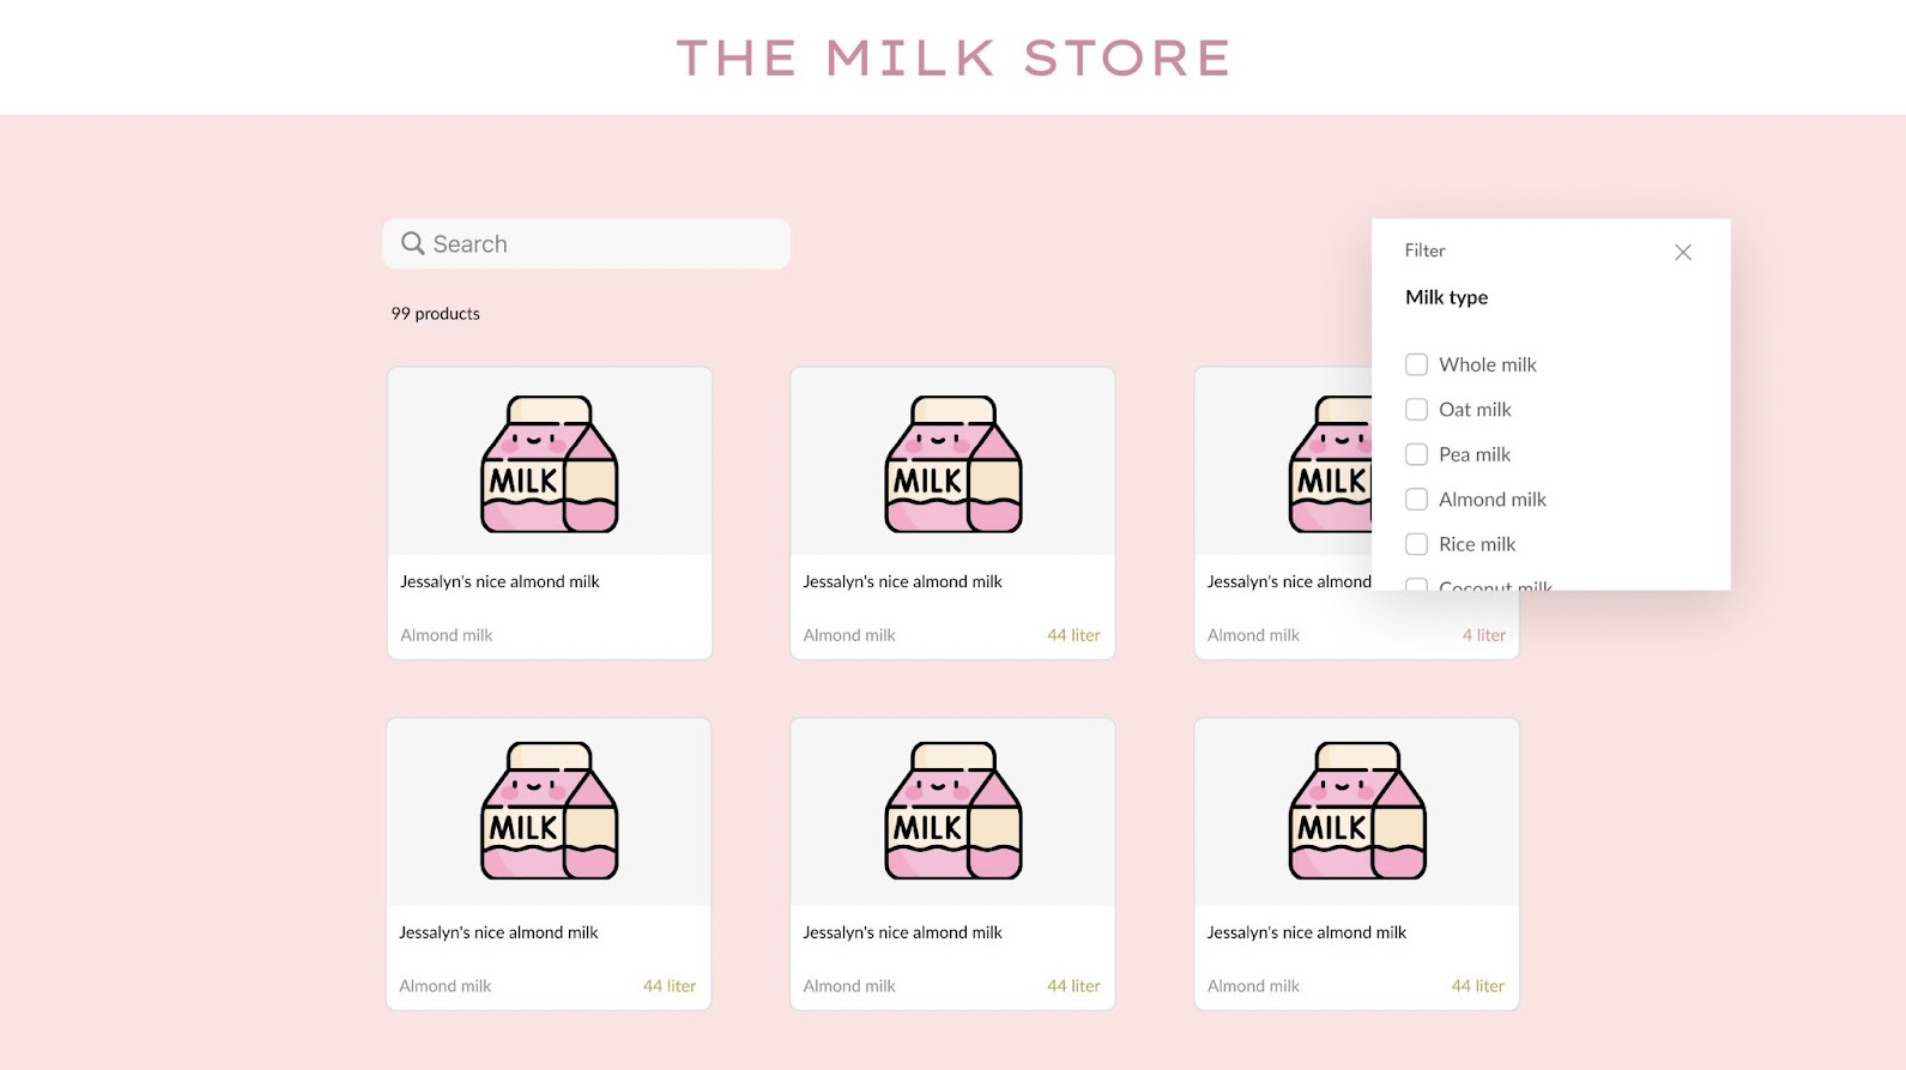 THE MILK STORE
Search
Filter
Milk type
99 products
Whole milk
Oat milk
Pea milk
Almond milk
Rice milk
Coconut milk
MILK
MILK
MILK
Jessalyn's nice almond milk
Jessalyn's nice almond milk
Jessalyn's nice almond
Almond milk
Almond milk
44 liter
Almond milk
4 liter
MILK
MILK
MILK
Jessalyn's nice almond milk
Jessalyn's nice almond milk
Jessalyn's nice almond milk
Almond milk
44 liter
Almond milk
44 liter
Almond milk
44 liter